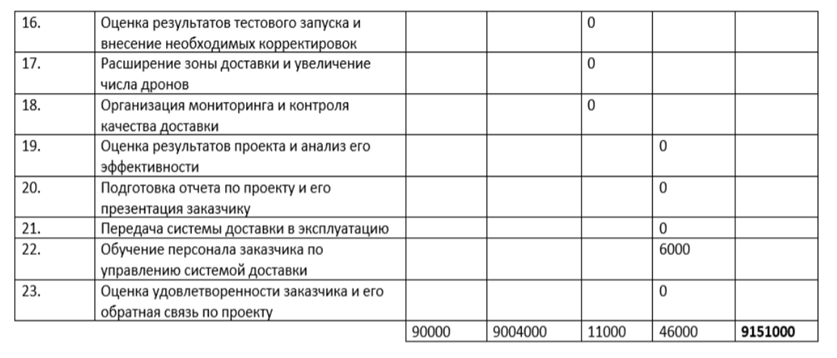 16. Оценка результатов тестового запуска и 0
внесение необходимых корректировок
17. Расширение зоны доставки и увеличение 0
числа дронов
18. Организация мониторинга и контроля 0
качества доставки
19. Оценка результатов проекта и анализ его 0
эффективности
20. Подготовка отчета по проекту и его 0
презентация заказчику
21. Передача системы доставки в эксплуатацию 0
22. Обучение персонала заказчика по 6000
управлению системой доставки
23. Оценка удовлетворенности заказчика и его 0
обратная связь по проекту
90000 9004000 11000 46000 9151000